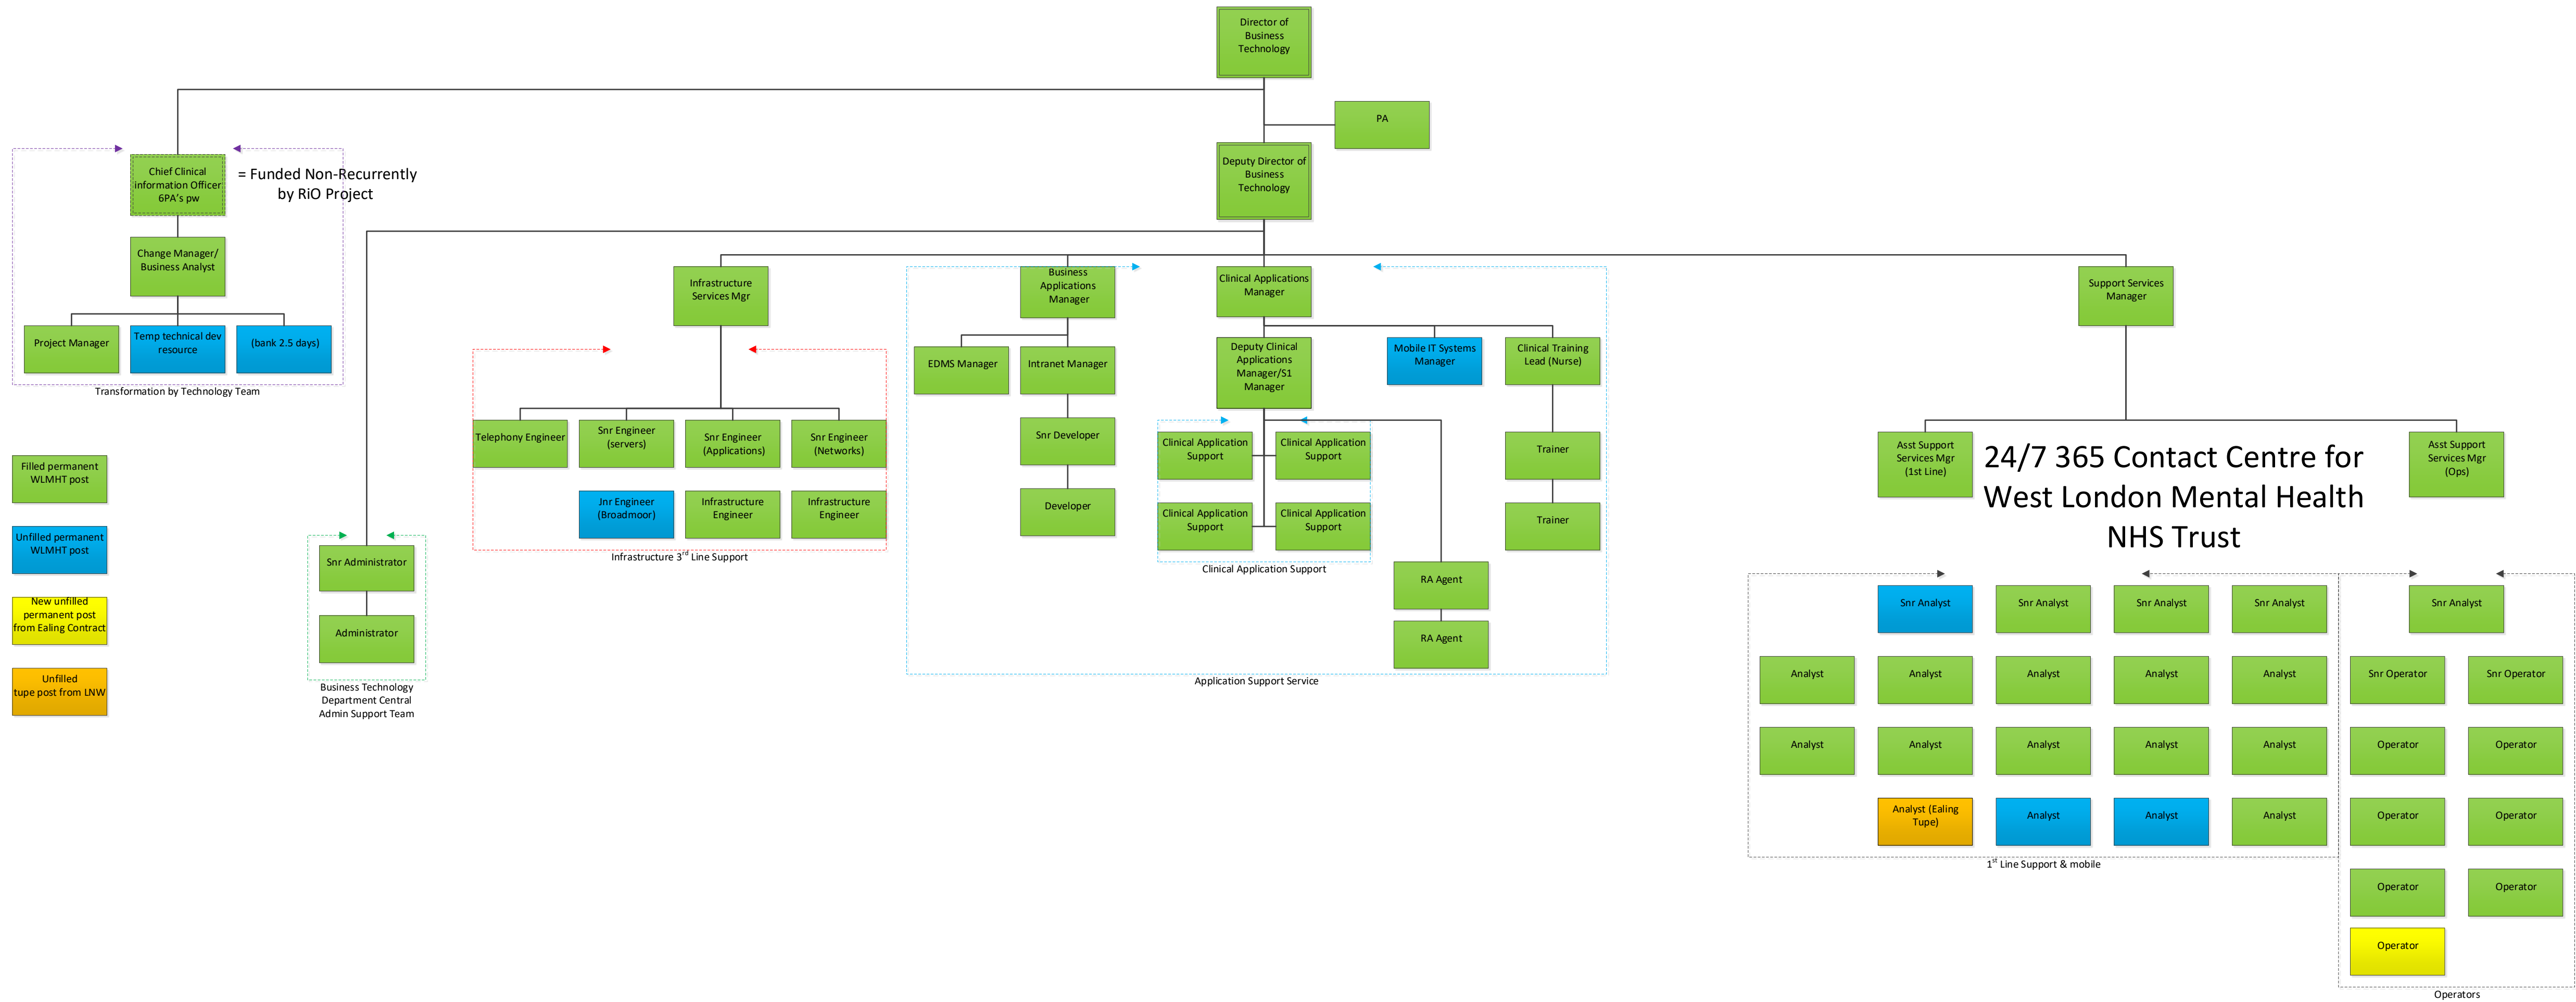 Director of
Business
Technology
PA
Deputy Director of
Business
Technology
Chief Clinical
information Officer
6PA's pw
= Funded Non-Recurrently
by RiO Project
Change Manager/
Business Analyst
Project Manager
Temp technical dev
resource
(bank 2.5 days)
Transformation by Technology Team
Infrastructure
Services Mgr
Business
Applications
Manager
Clinical Applications
Manager
Support Services
Manager
EDMS Manager
Intranet Manager
Deputy Clinical
Applications
Manager/S1
Manager
Mobile IT Systems
Manager
Clinical Training
Lead (Nurse)
Telephony Engineer
Snr Engineer
(servers)
Snr Engineer
(Applications)
Snr Engineer
(Networks)
Jnr Engineer
(Broadmoor)
Infrastructure
Engineer
Infrastructure
Engineer
Infrastructure 3rd Line Support
Snr Developer
Developer
Clinical Application
Support
Clinical Application
Support
Clinical Application
Support
Clinical Application
Support
Clinical Application Support
Trainer
Trainer
RA Agent
RA Agent
Application Support Service
Filled permanent
WLMHT post
Unfilled permanent
WLMHT post
New unfilled
permanent post
from Ealing Contract
Unfilled
tupe post from LNW
Snr Administrator
Administrator
Business Technology
Department Central
Admin Support Team
Asst Support
Services Mgr
(1st Line)
24/7 365 Contact Centre for
West London Mental Health
NHS Trust
Asst Support
Services Mgr
(Ops)
Snr Analyst
Snr Analyst
Snr Analyst
Snr Analyst
Analyst
Analyst
Analyst
Analyst
Analyst
Analyst
Analyst
Analyst
Analyst
Analyst
Analyst (Ealing
Tupe)
Analyst
Analyst
Analyst
1st Line Support & mobile
Snr Analyst
Snr Operator
Snr Operator
Operator
Operator
Operator
Operator
Operator
Operator
Operator
Operators